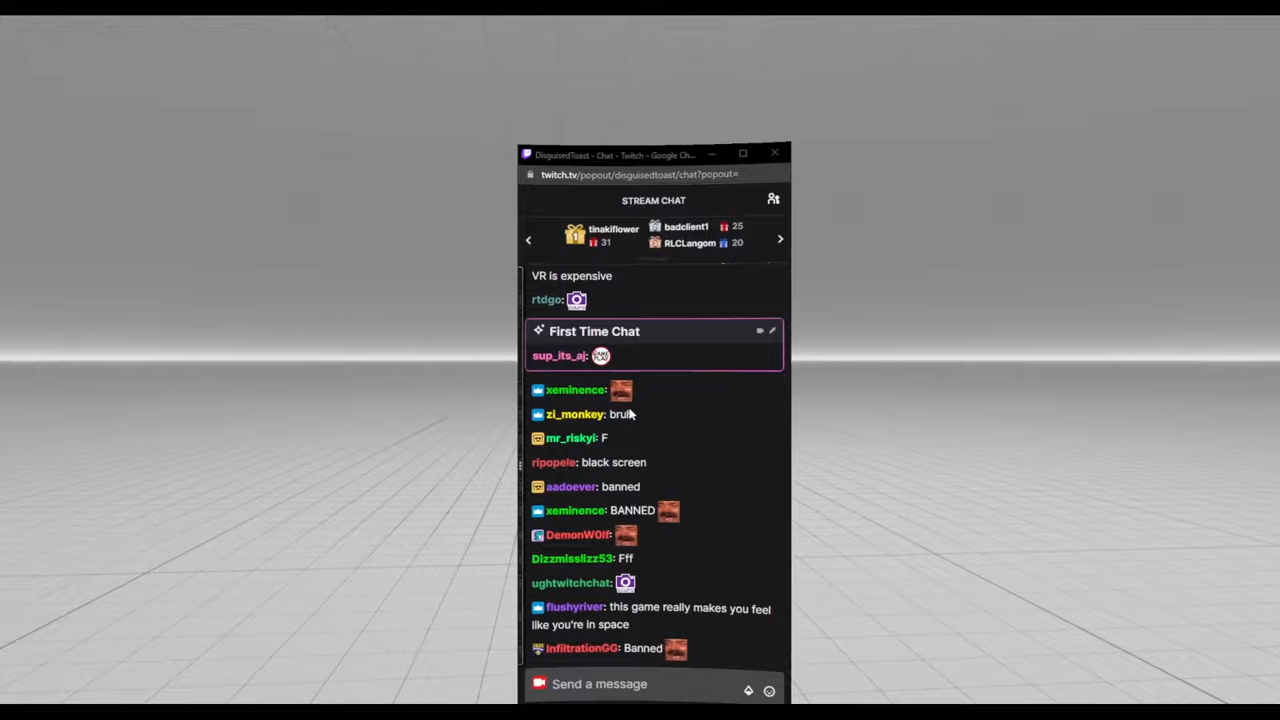 DisguisedToast - Chat - Twitch - Google Ch...
twitch.tv/popout/disguisedtoast/chat?popout=
STREAM CHAT
1 tinakiflower 31
badclient1 25
RLCLangom 20
VR is expensive
rtdgo:
First Time Chat
sup_its_aj:
xeminence:
zi_monkey: bruh
mr_riskyi: F
ripopele: black screen
aadoever: banned
xeminence: BANNED
DemonW0lf:
Dizzmisslizz53: Fff
ughtwitchchat:
flushyriver: this game really makes you feel
like you're in space
InfiltrationGG: Banned
Send a message